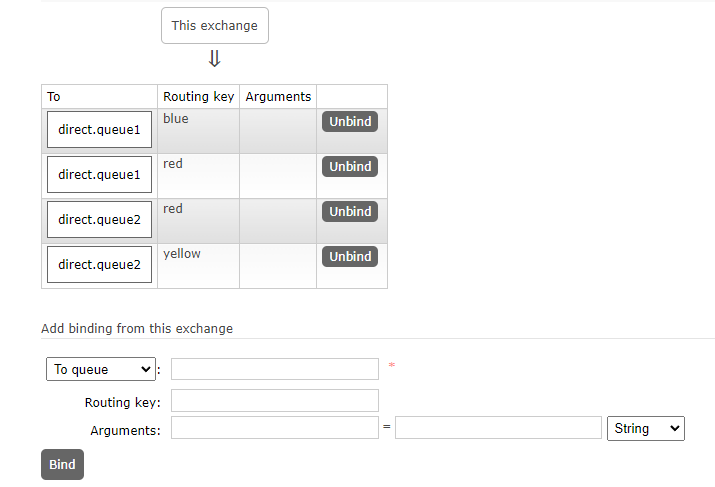 This exchange
⇓
To Routing key Arguments
direct.queue1 blue Unbind
direct.queue1 red Unbind
direct.queue2 red Unbind
direct.queue2 yellow Unbind
Add binding from this exchange
To queue : *
Routing key:
Arguments: = String
Bind